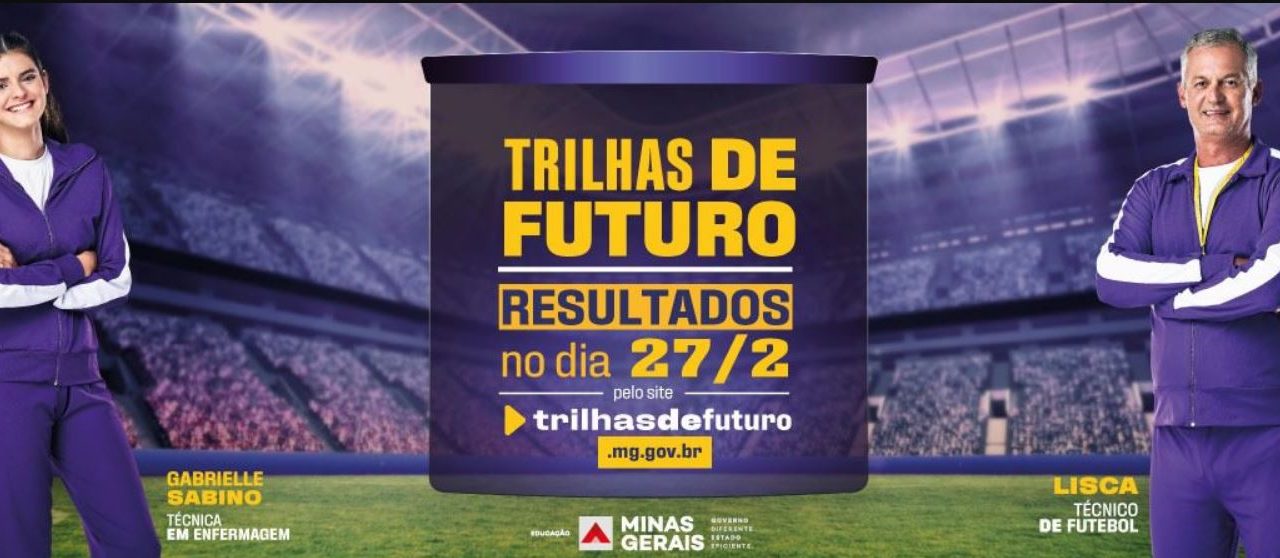 TRILHAS DE
FUTURO
RESULTADOS
no dia 27/2
pelo site
trilhasdefuturo
.mg.gov.br
GABRIELLE
SABINO
TÉCNICA
EM ENFERMAGEM
LISCA
TÉCNICO
DE FUTEBOL
EDUCAÇÃO
MINAS
GERAIS
GOVERNO
DIFERENTE.
ESTADO
EFICIENTE.